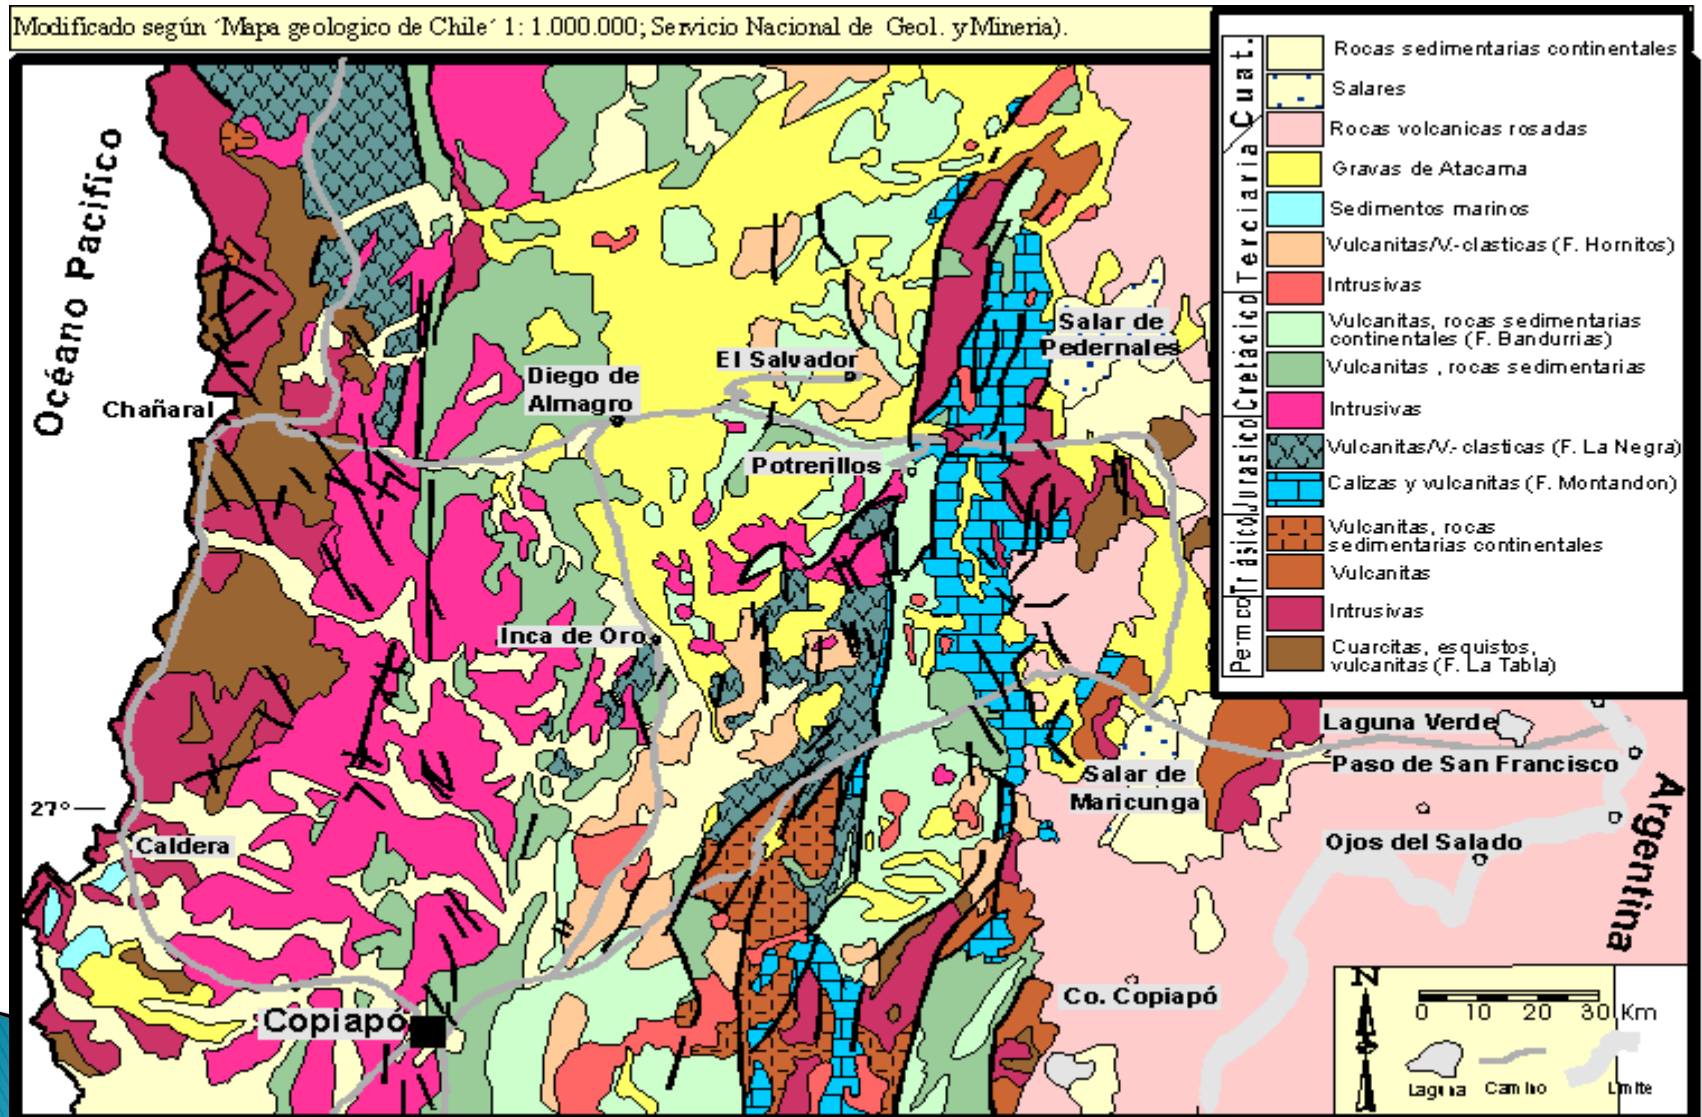 Modificado según ´Mapa geologico de Chile´ 1: 1.000.000; Servicio Nacional de Geol. y Mineria).
Cuat.
Terciaria
Cretácico
Jurasico
Triásico
Permco
Rocas sedimentarias continentales
Salares
Rocas volcanicas rosadas
Gravas de Atacama
Sedimentos marinos
Vulcanitas/V.-clasticas (F. Hornitos)
Intrusivas
Vulcanitas, rocas sedimentarias
continentales (F. Bandurrias)
Vulcanitas , rocas sedimentarias
Intrusivas
Vulcanitas/V.-clasticas (F. La Negra)
Calizas y vulcanitas (F. Montandon)
Vulcanitas, rocas
sedimentarias continentales
Vulcanitas
Intrusivas
Cuarcitas, esquistos,
vulcanitas (F. La Tabla)
Océano Pacifico
Salar de
Pedernales
El Salvador
Diego de
Almagro
Chañaral
Potrerillos
Inca de Oro
Laguna Verde
Paso de San Francisco
Salar de
Maricunga
27°
Caldera
Ojos del Salado
Argentina
Co. Copiapó
Copiapó
N
0 10 20 30 Km
Laguna Camino Limite